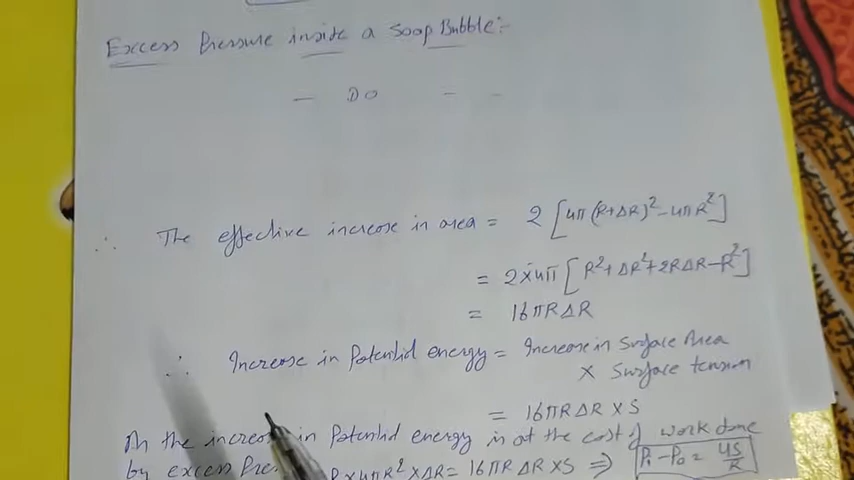 Excess Pressure inside a Soap Bubble:-
— DO — –
∴ The effective increase in area = 2 [4π(R+ΔR)² - 4πR²]
= 2×4π [R²+ΔR²+2RΔR-R²]
= 16πRΔR
∴ Increase in Potential energy = Increase in Surface Area
× Surface tension
= 16πRΔR × S
As the increase in Potential energy is at the cost of work done
by excess P×4πR²×ΔR = 16πRΔR×S ⇒ Pi-Po = 4S/R